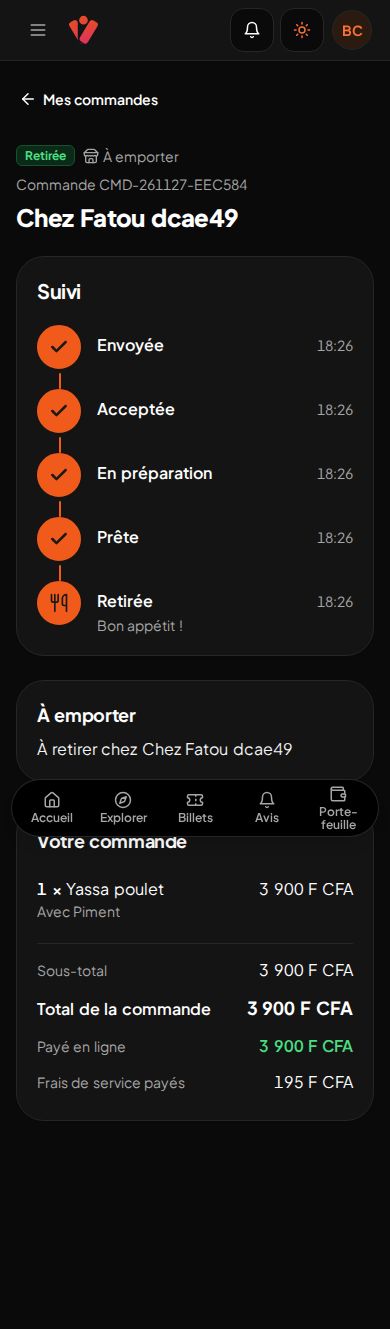 BC
Mes commandes
Retirée À emporter
Commande CMD-261127-EEC584
Chez Fatou dcae49
Suivi
Envoyée 18:26
Acceptée 18:26
En préparation 18:26
Prête 18:26
Retirée 18:26
Bon appétit !
À emporter
À retirer chez Chez Fatou dcae49
Accueil Explorer Billets Avis Porte-
feuille
Votre commande
1 × Yassa poulet 3 900 F CFA
Avec Piment
Sous-total 3 900 F CFA
Total de la commande 3 900 F CFA
Payé en ligne 3 900 F CFA
Frais de service payés 195 F CFA